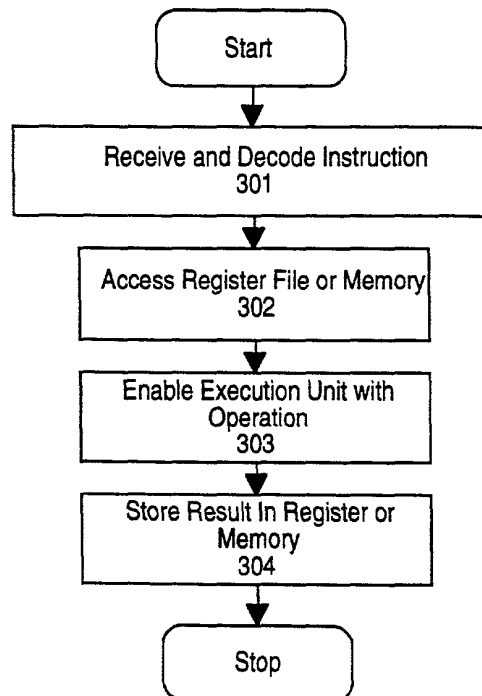 Start
Receive and Decode Instruction
301
Access Register File or Memory
302
Enable Execution Unit with
Operation
303
Store Result In Register or
Memory
304
Stop